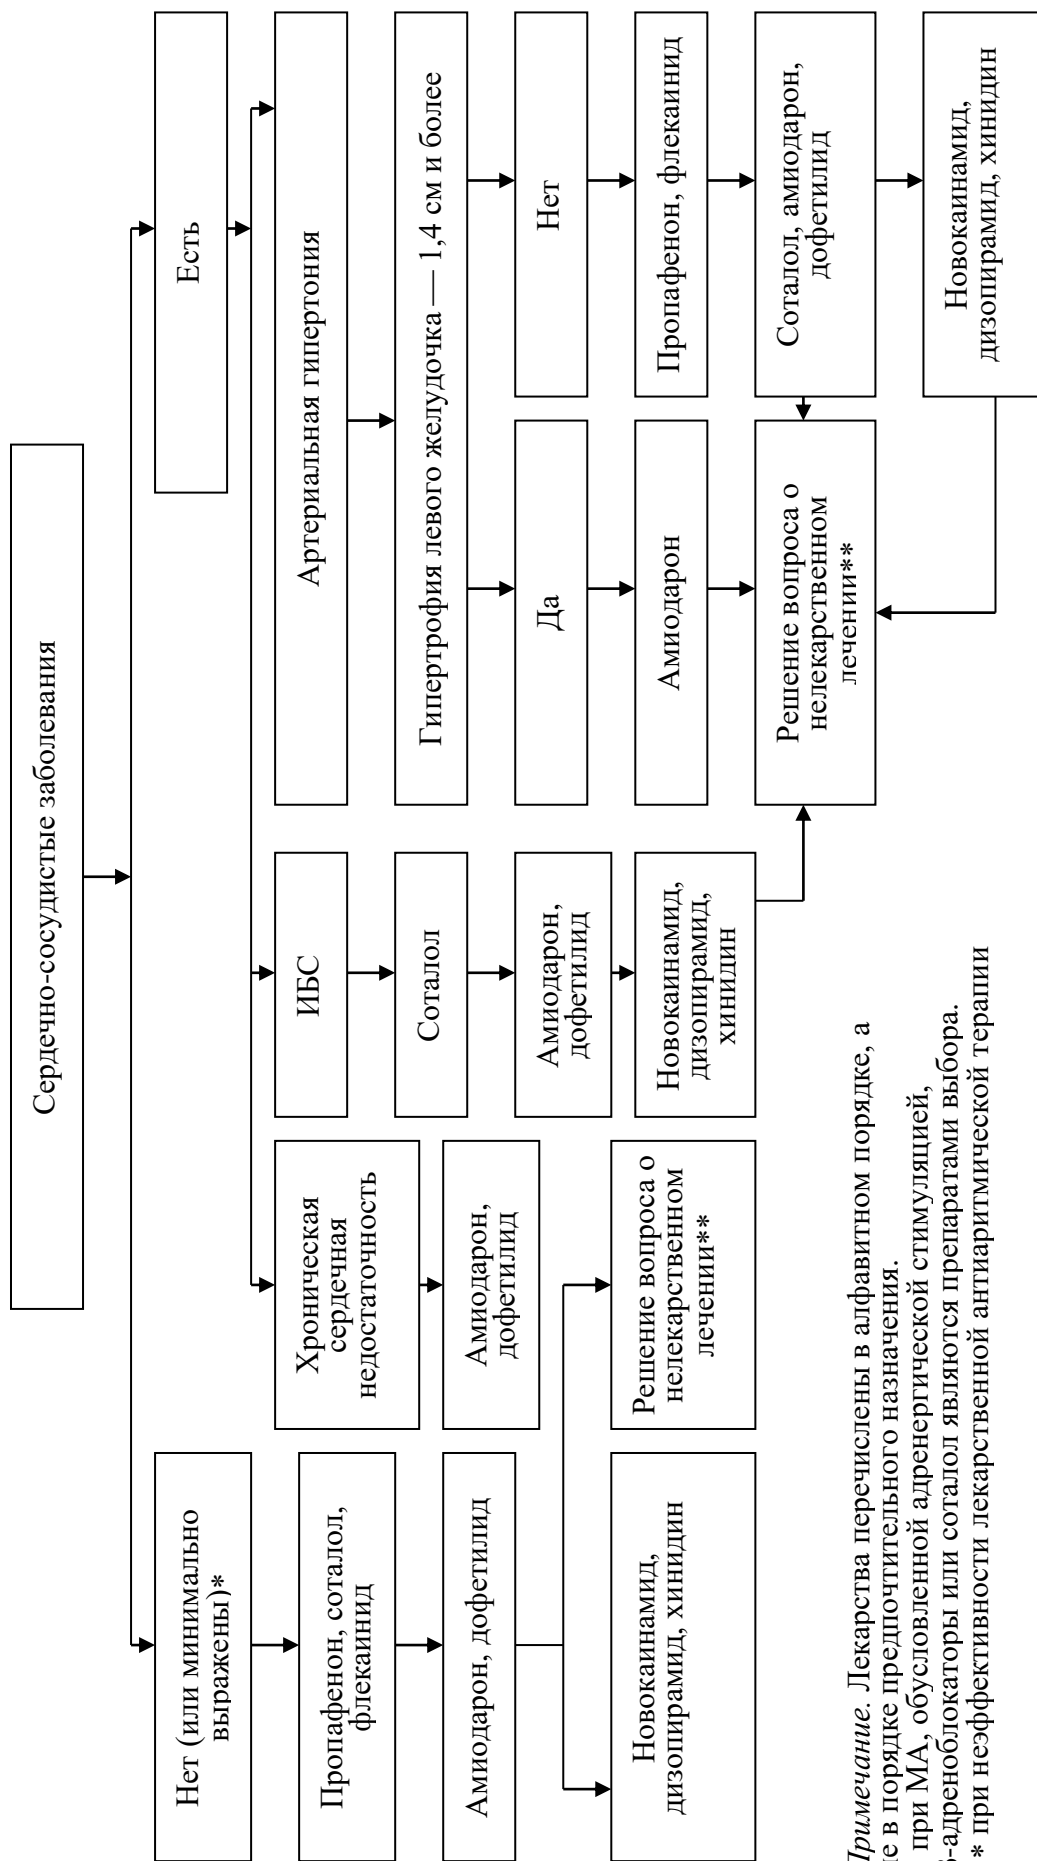 Сердечно-сосудистые заболевания
Нет (или минимально
выражены)*
Есть
Хроническая
сердечная
недостаточность
ИБС
Артериальная гипертония
Пропафенон, соталол,
флекаинид
Соталол
Гипертрофия левого желудочка — 1,4 см и более
Амиодарон, дофетилид
Амиодарон,
дофетилид
Амиодарон,
дофетилид
Да
Нет
Новокаинамид,
дизопирамид, хинидин
Решение вопроса о
нелекарственном
лечении**
Новокаинамид,
дизопирамид,
хинидин
Амиодарон
Пропафенон, флекаинид
Решение вопроса о
нелекарственном
лечении**
Соталол, амиодарон,
дофетилид
Новокаинамид,
дизопирамид, хинидин
Лекарства перечислены в алфавитном порядке, а
в порядке предпочтительного назначения.
при МА, обусловленной адренергической стимуляцией,
-адреноблокаторы или соталол являются препаратами выбора.
* при неэффективности лекарственной антиаритмической терапии